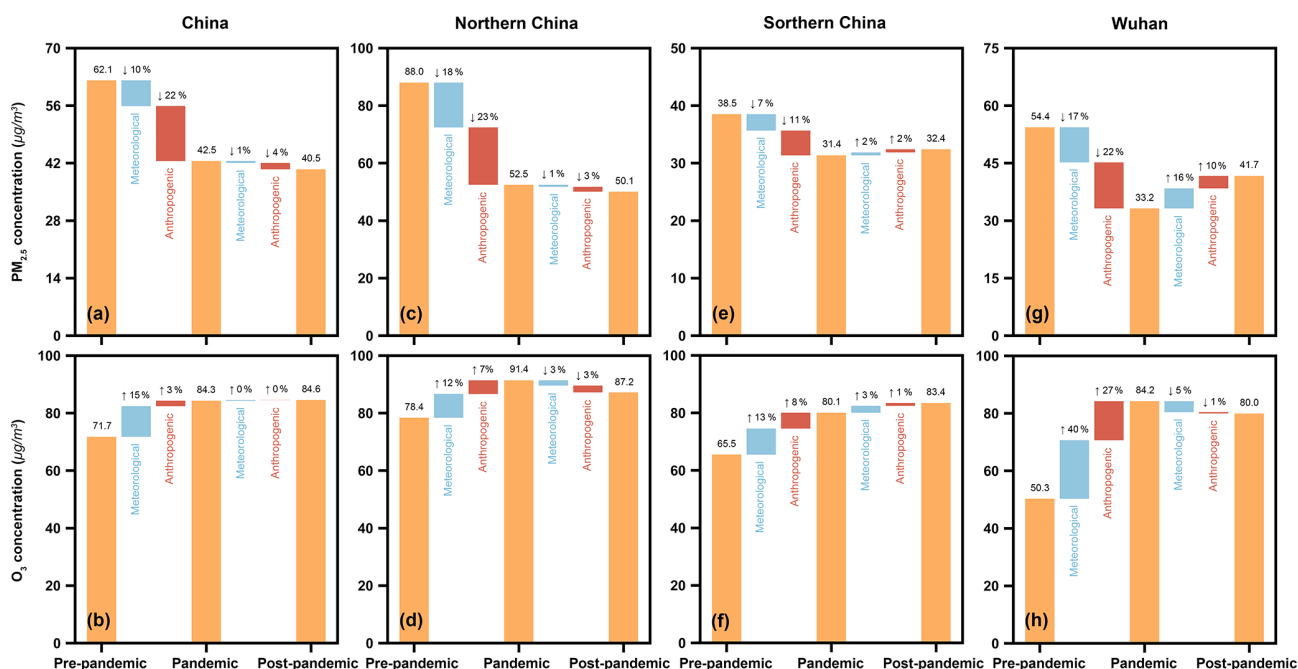 China
Northern China
Sorthern China
Wuhan
PM2.5 concentration (μg/m³)
70
56
42
28
14
0
62.1
↓ 10 %
Meteorological
↓ 22 %
Anthropogenic
42.5
↓ 1%
Meteorological
↓ 4 %
Anthropogenic
40.5
(a)
100
80
60
40
20
0
88.0
↓ 18 %
Meteorological
↓ 23 %
Anthropogenic
52.5
↓ 1 %
Meteorological
↓ 3 %
Anthropogenic
50.1
(c)
50
40
30
20
10
0
38.5
↓ 7 %
Meteorological
↓ 11 %
Anthropogenic
31.4
↑ 2%
Meteorological
↑ 2%
Anthropogenic
32.4
(e)
75
60
45
30
15
0
54.4
↓ 17 %
Meteorological
↓ 22 %
Anthropogenic
33.2
↑ 16 %
Meteorological
↑ 10 %
Anthropogenic
41.7
(g)
O3 concentration (μg/m³)
100
80
60
40
20
0
71.7
↑ 15 %
Meteorological
↑ 3 %
Anthropogenic
84.3
↑ 0 %
Meteorological
↑ 0 %
Anthropogenic
84.6
(b)
Pre-pandemic
Pandemic
Post-pandemic
100
80
60
40
20
0
78.4
↑ 12 %
Meteorological
↑ 7%
Anthropogenic
91.4
↓ 3 %
Meteorological
↓ 3 %
Anthropogenic
87.2
(d)
Pre-pandemic
Pandemic
Post-pandemic
100
80
60
40
20
0
65.5
↑ 13 %
Meteorological
↑ 8 %
Anthropogenic
80.1
↑ 3 %
Meteorological
↑ 1 %
Anthropogenic
83.4
(f)
Pre-pandemic
Pandemic
Post-pandemic
100
80
60
40
20
0
50.3
↑ 40 %
Meteorological
↑ 27 %
Anthropogenic
84.2
↓ 5 %
Meteorological
↓ 1 %
Anthropogenic
80.0
(h)
Pre-pandemic
Pandemic
Post-pandemic